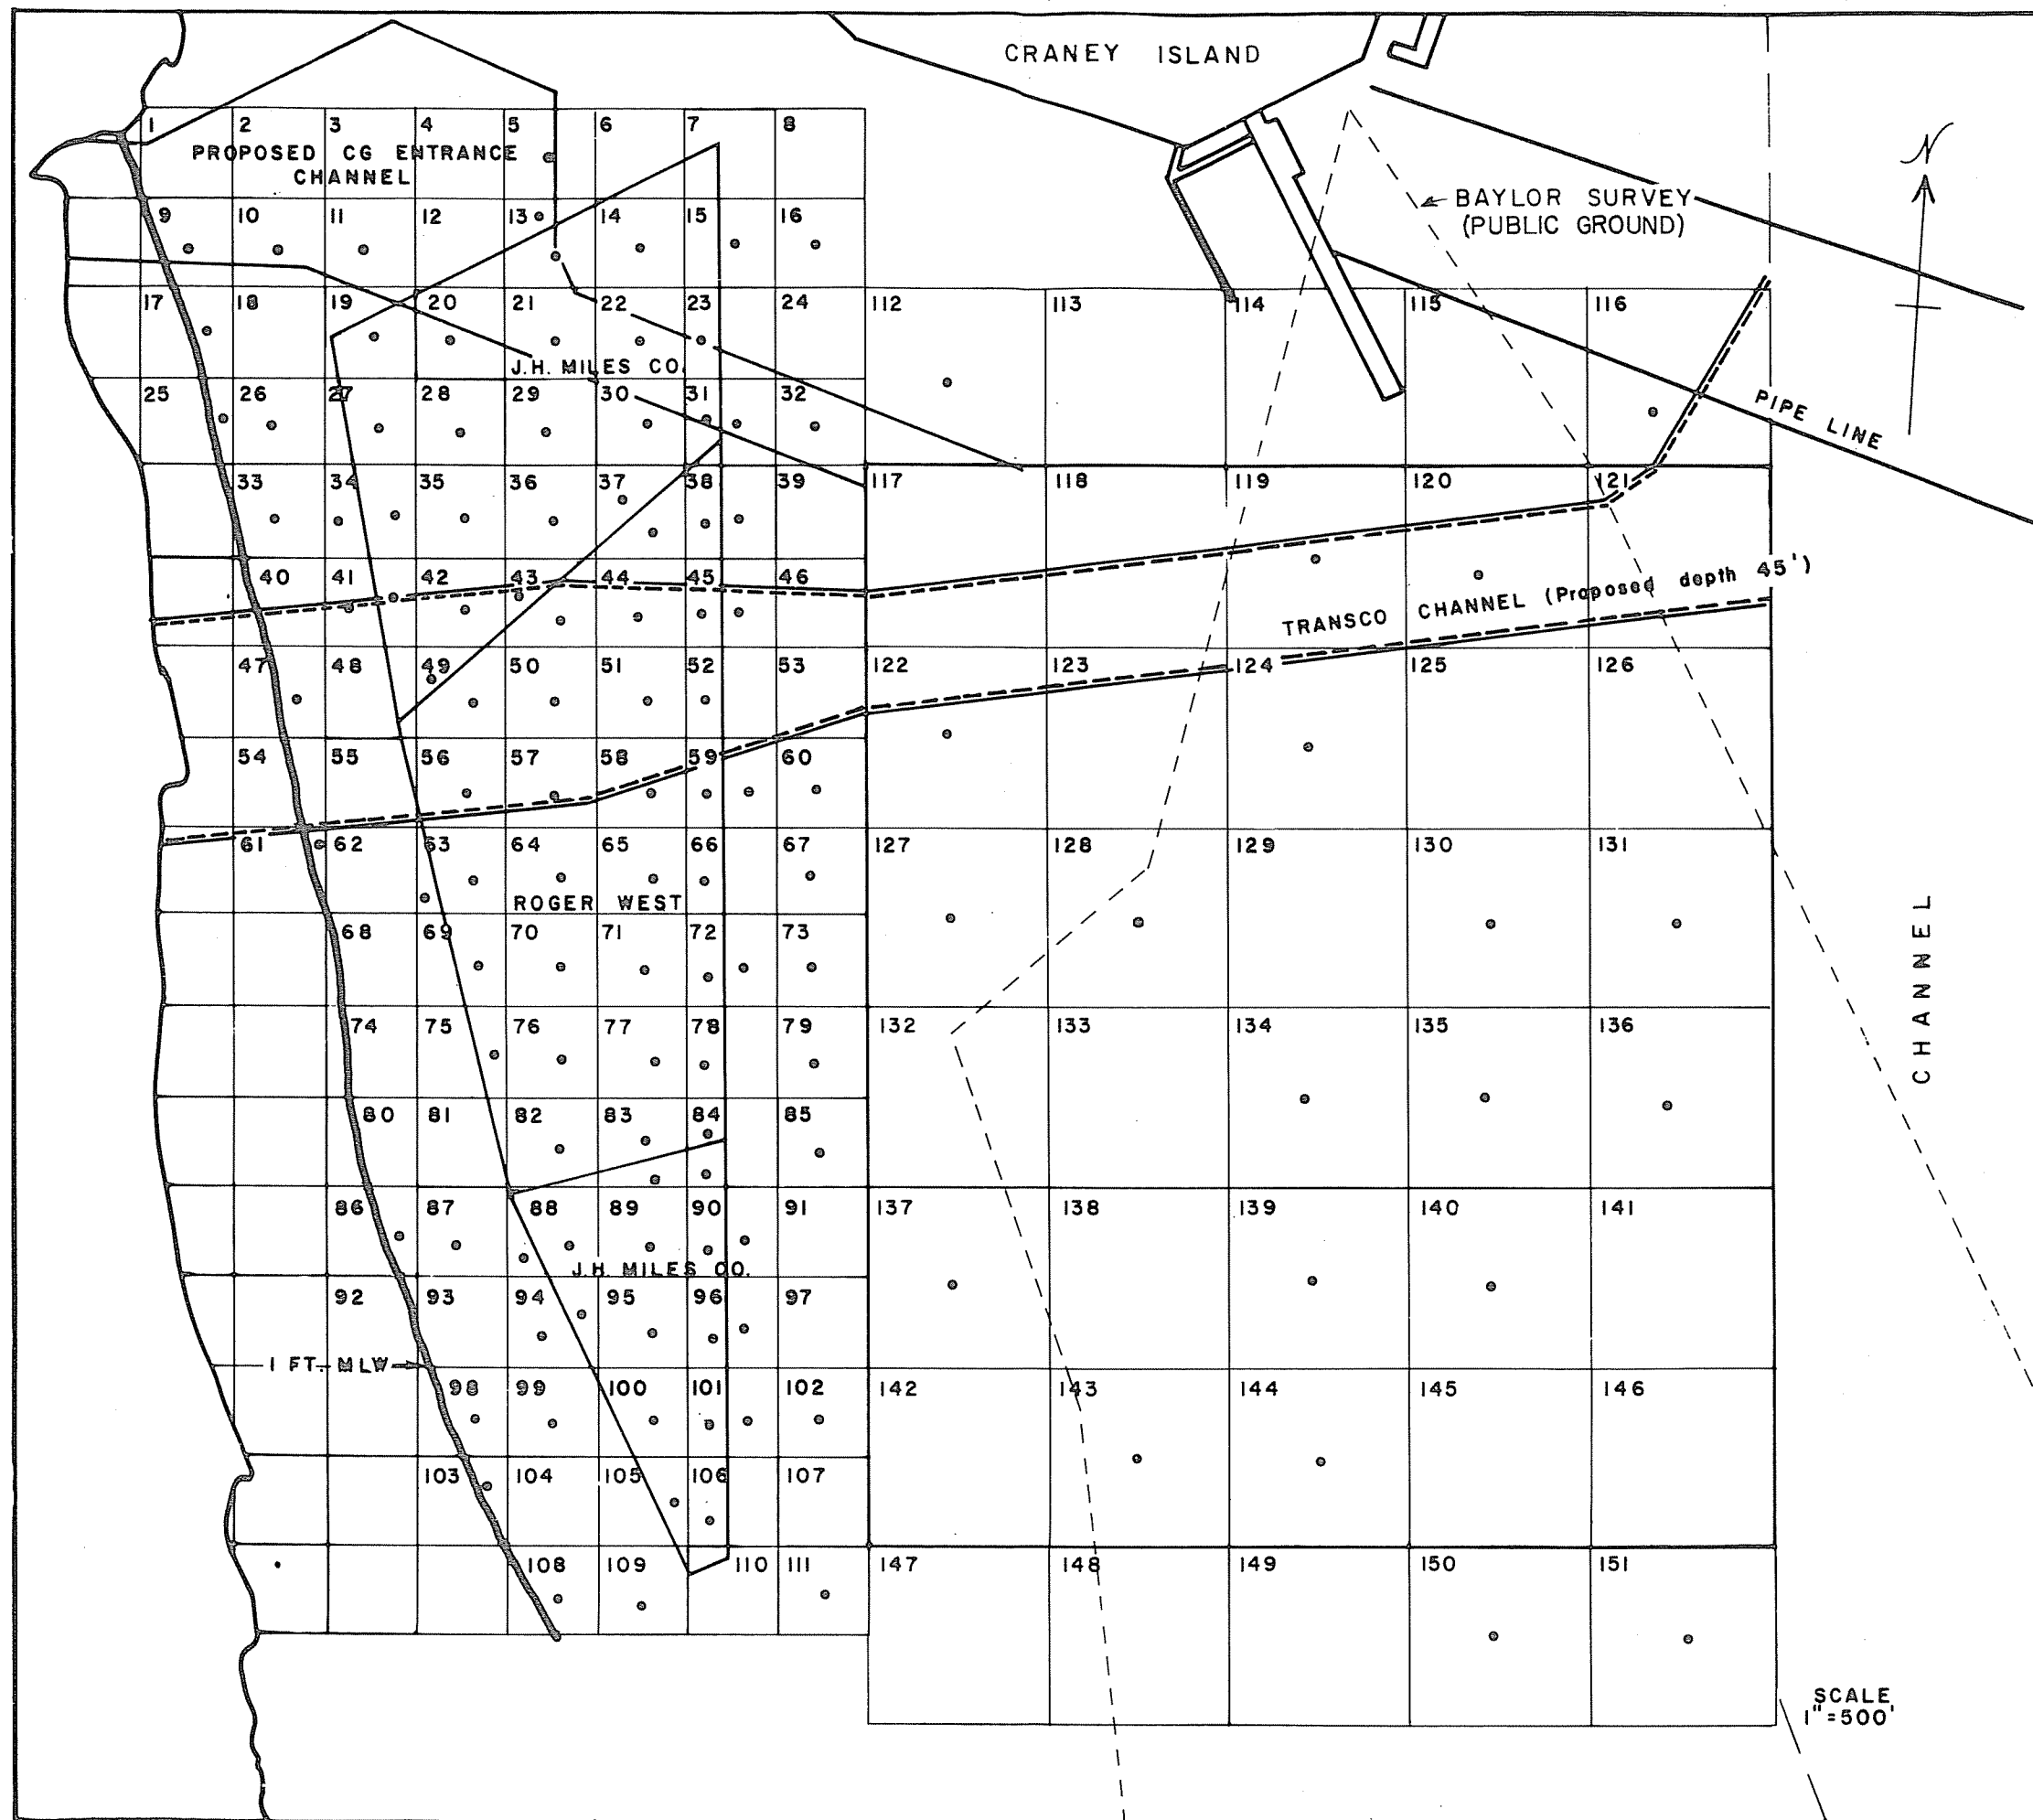 CRANEY ISLAND
1 2 3 4 5 6 7 8
PROPOSED CG ENTRANCE
CHANNEL
N
BAYLOR SURVEY
(PUBLIC GROUND)
9 10 11 12 13 14 15 16
17 18 19 20 21 22 23 24 112 113 114 115 116
J.H. MILES CO.
25 26 27 28 29 30 31 32
PIPE LINE
33 34 35 36 37 38 39 117 118 119 120 121
40 41 42 43 44 45 46
TRANSCO CHANNEL (Proposed depth 45')
47 48 49 50 51 52 53 122 123 124 125 126
54 55 56 57 58 59 60
61 62 63 64 65 66 67 127 128 129 130 131
ROGER WEST
68 69 70 71 72 73
CHANNEL
74 75 76 77 78 79 132 133 134 135 136
80 81 82 83 84 85
86 87 88 89 90 91 137 138 139 140 141
J.H. MILES CO.
92 93 94 95 96 97
1 FT. MLW
98 99 100 101 102 142 143 144 145 146
103 104 105 106 107
108 109 110 111 147 148 149 150 151
SCALE
1"=500'